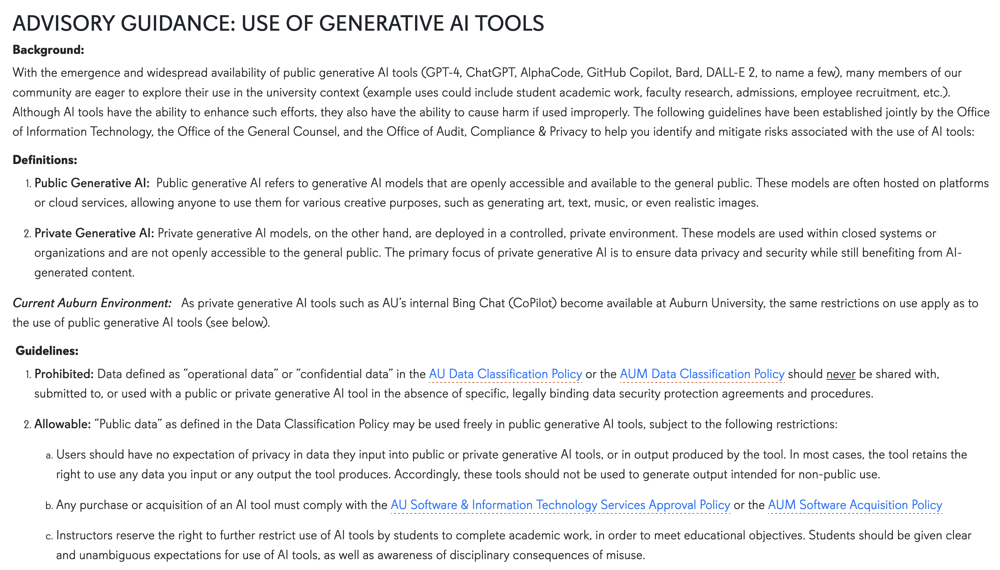 ADVISORY GUIDANCE: USE OF GENERATIVE AI TOOLS
Background:
With the emergence and widespread availability of public generative AI tools (GPT-4, ChatGPT, AlphaCode, GitHub Copilot, Bard, DALL-E 2, to name a few), many members of our
community are eager to explore their use in the university context (example uses could include student academic work, faculty research, admissions, employee recruitment, etc.).
Although AI tools have the ability to enhance such efforts, they also have the ability to cause harm if used improperly. The following guidelines have been established jointly by the Office
of Information Technology, the Office of the General Counsel, and the Office of Audit, Compliance & Privacy to help you identify and mitigate risks associated with the use of AI tools:
Definitions:
1. Public Generative AI: Public generative AI refers to generative AI models that are openly accessible and available to the general public. These models are often hosted on platforms
or cloud services, allowing anyone to use them for various creative purposes, such as generating art, text, music, or even realistic images.
2. Private Generative AI: Private generative AI models, on the other hand, are deployed in a controlled, private environment. These models are used within closed systems or
organizations and are not openly accessible to the general public. The primary focus of private generative AI is to ensure data privacy and security while still benefiting from AI-
generated content.
Current Auburn Environment: As private generative AI tools such as AU’s internal Bing Chat (CoPilot) become available at Auburn University, the same restrictions on use apply as to
the use of public generative AI tools (see below).
Guidelines:
1. Prohibited: Data defined as “operational data” or “confidential data” in the AU Data Classification Policy or the AUM Data Classification Policy should never be shared with,
submitted to, or used with a public or private generative AI tool in the absence of specific, legally binding data security protection agreements and procedures.
2. Allowable: “Public data” as defined in the Data Classification Policy may be used freely in public generative AI tools, subject to the following restrictions:
a. Users should have no expectation of privacy in data they input into public or private generative AI tools, or in output produced by the tool. In most cases, the tool retains the
right to use any data you input or any output the tool produces. Accordingly, these tools should not be used to generate output intended for non-public use.
b. Any purchase or acquisition of an AI tool must comply with the AU Software & Information Technology Services Approval Policy or the AUM Software Acquisition Policy
c. Instructors reserve the right to further restrict use of AI tools by students to complete academic work, in order to meet educational objectives. Students should be given clear
and unambiguous expectations for use of AI tools, as well as awareness of disciplinary consequences of misuse.